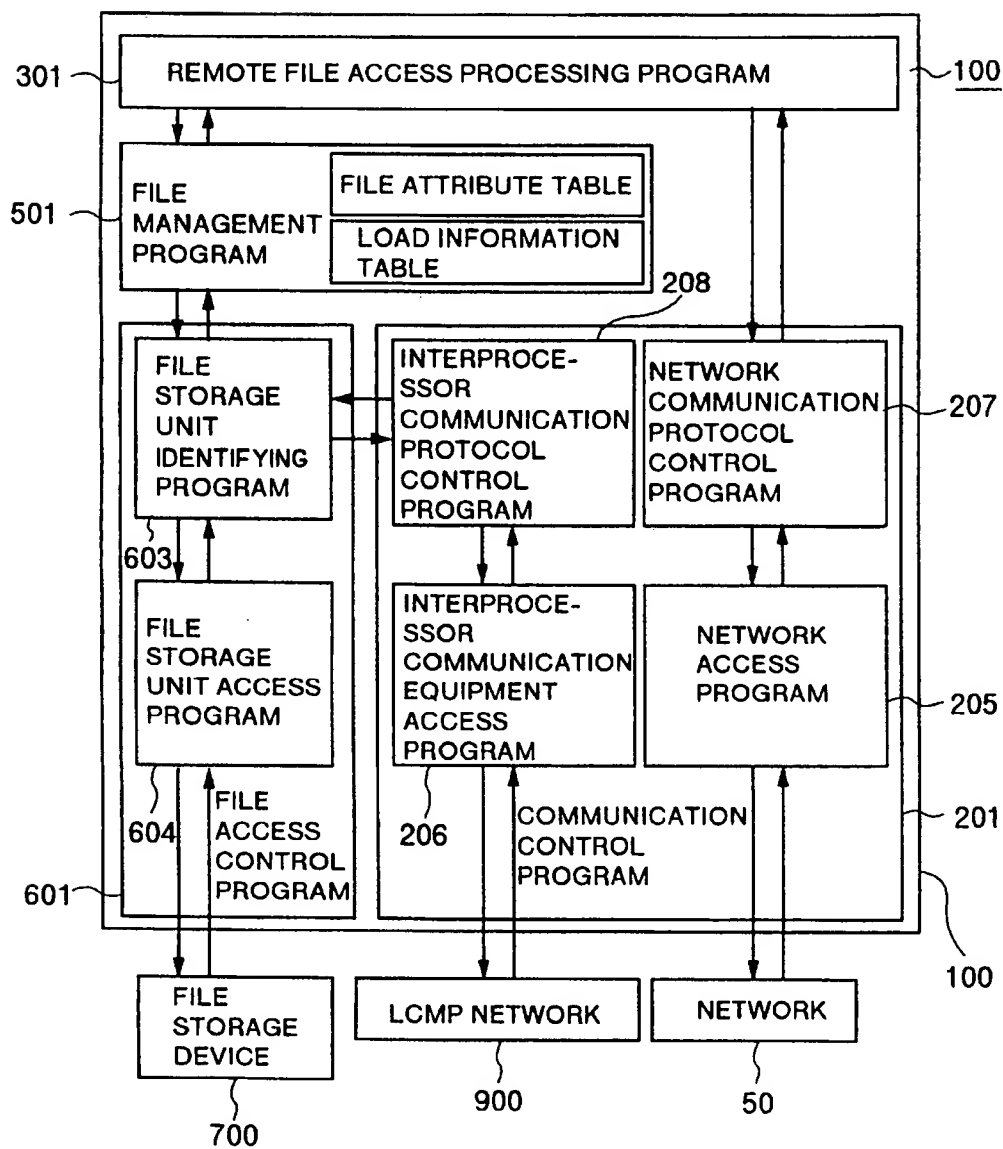 301
REMOTE FILE ACCESS PROCESSING PROGRAM
100
501
FILE
MANAGEMENT
PROGRAM
FILE ATTRIBUTE TABLE
LOAD INFORMATION
TABLE
208
FILE
STORAGE
UNIT
IDENTIFYING
PROGRAM
603
INTERPROCE-
SSOR
COMMUNICATION
PROTOCOL
CONTROL
PROGRAM
NETWORK
COMMUNICATION
PROTOCOL
CONTROL
PROGRAM
207
FILE
STORAGE
UNIT ACCESS
PROGRAM
604
INTERPROCE-
SSOR
COMMUNICATION
EQUIPMENT
ACCESS
PROGRAM
206
NETWORK
ACCESS
PROGRAM
205
FILE
ACCESS
CONTROL
PROGRAM
601
COMMUNICATION
CONTROL
PROGRAM
201
100
FILE
STORAGE
DEVICE
700
LCMP NETWORK
900
NETWORK
50